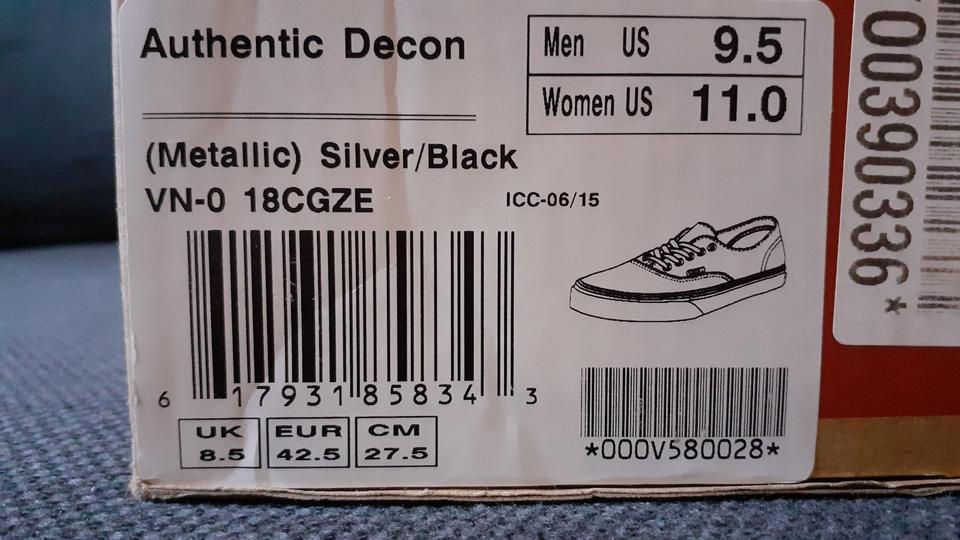 Authentic Decon
Men US 9.5
Women US 11.0
(Metallic) Silver/Black
VN-0 18CGZE
ICC-06/15
6 17931 85834 3
UK EUR CM
8.5 42.5 27.5
*000V580028*
0039036*